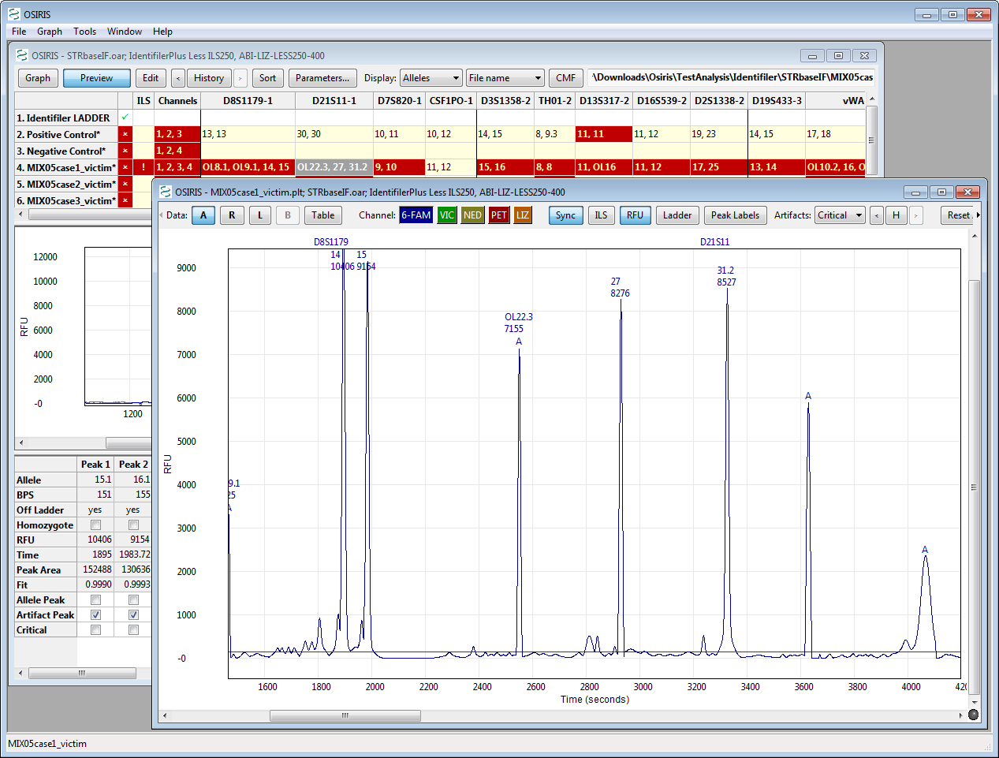 OSIRIS
File Graph Tools Window Help
OSIRIS - STRbaseIF.oar; IdentifilerPlus Less ILS250, ABI-LIZ-LESS250-400
Graph Preview Edit < History > Sort Parameters... Display: Alleles File name CMF :\Downloads\Osiris\TestAnalysis\Identifiler\STRbaseIF\MIX05cas
ILS Channels D8S1179-1 D21S11-1 D7S820-1 CSF1PO-1 D3S1358-2 TH01-2 D13S317-2 D16S539-2 D2S1338-2 D19S433-3 vWA
1. Identifiler LADDER ✓
2. Positive Control* × 1, 2, 3 13, 13 30, 30 10, 11 10, 12 14, 15 8, 9.3 11, 11 11, 12 19, 23 14, 15 17, 18
3. Negative Control* × 1, 2, 4
4. MIX05case1_victim* × ! 1, 2, 3, 4 OL8.1, OL9.1, 14, 15 OL22.3, 27, 31.2 9, 10 11, 12 15, 16 8, 8 11, OL16 11, 12 17, 25 13, 14 OL10.2, 16, O
5. MIX05case2_victim* ×
6. MIX05case3_victim* ×
OSIRIS - MIX05case1_victim.plt; STRbaseIF.oar; IdentifilerPlus Less ILS250, ABI-LIZ-LESS250-400
Data: A R L B Table Channel: 6-FAM VIC NED PET LIZ Sync ILS RFU Ladder Peak Labels Artifacts: Critical < H > Reset
D8S1179 D21S11
14 15
10406 9154
31.2
8527
27
8276
OL22.3
7155
A
A
9.1
25
A
A
9000
8000
7000
6000
5000
4000
3000
2000
1000
-0
RFU
1600 1800 2000 2200 2400 2600 2800 3000 3200 3400 3600 3800 4000 420
Time (seconds)
12000
10000
8000
6000
4000
2000
-0
RFU
1200
Peak 1 Peak 2
Allele 15.1 16.1
BPS 151 155
Off Ladder yes yes
Homozygote
RFU 10406 9154
Time 1895 1983.72
Peak Area 152488 130636
Fit 0.9990 0.9993
Allele Peak
Artifact Peak
Critical
MIX05case1_victim